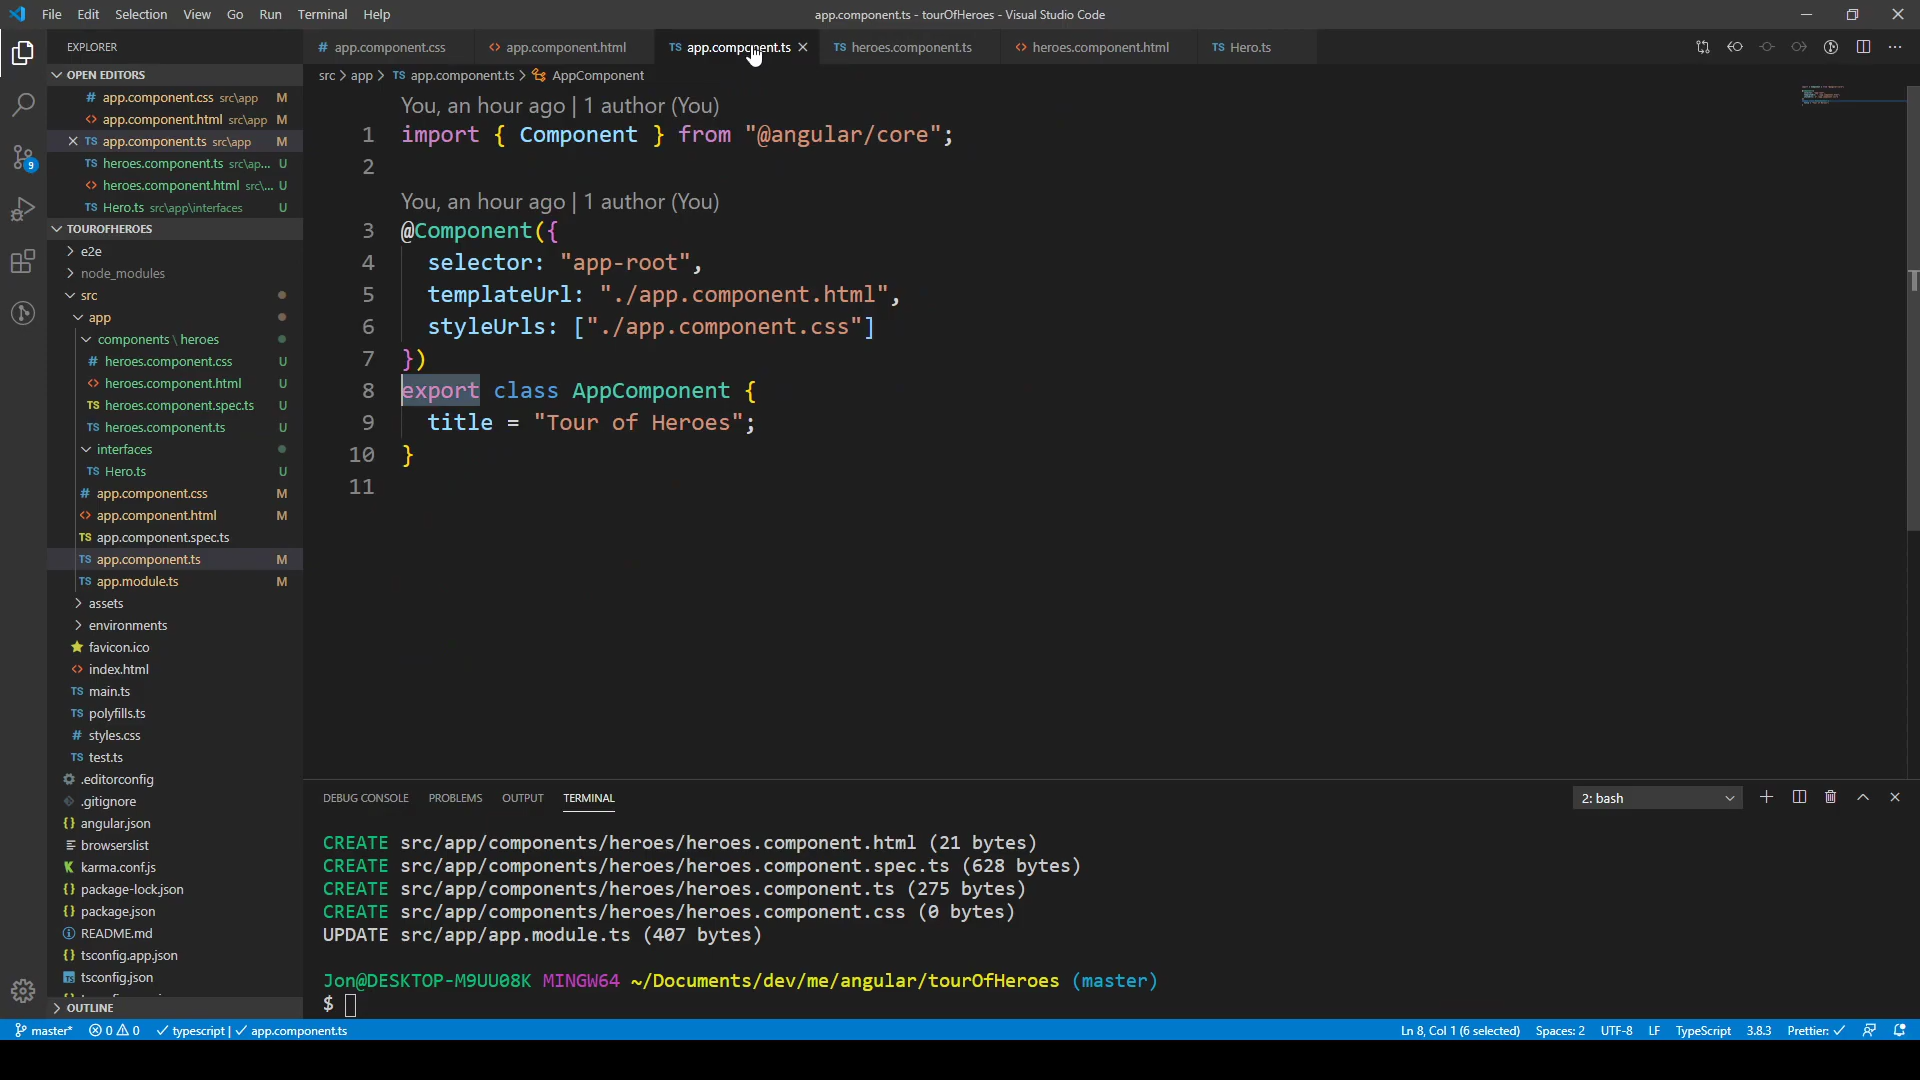 File Edit Selection View Go Run Terminal Help
app.component.ts - tourOfHeroes - Visual Studio Code
EXPLORER
OPEN EDITORS
# app.component.css src\app M
<> app.component.html src\app M
TS app.component.ts src\app M
TS heroes.component.ts src\ap... U
<> heroes.component.html src\... U
TS Hero.ts src\app\interfaces U
TOUROFHEROES
e2e
node_modules
src
app
components \ heroes
# heroes.component.css U
<> heroes.component.html U
TS heroes.component.spec.ts U
TS heroes.component.ts U
interfaces
TS Hero.ts U
# app.component.css M
<> app.component.html M
TS app.component.spec.ts
TS app.component.ts M
TS app.module.ts M
assets
environments
favicon.ico
<> index.html
TS main.ts
TS polyfills.ts
# styles.css
TS test.ts
.editorconfig
.gitignore
{} angular.json
browserslist
karma.conf.js
{} package-lock.json
{} package.json
README.md
{} tsconfig.app.json
TS tsconfig.json
OUTLINE
9
# app.component.css <> app.component.html TS app.component.ts TS heroes.component.ts <> heroes.component.html TS Hero.ts
src > app > TS app.component.ts > AppComponent
You, an hour ago | 1 author (You)
1 import { Component } from "@angular/core";
2
You, an hour ago | 1 author (You)
3 @Component({
4 selector: "app-root",
5 templateUrl: "./app.component.html",
6 styleUrls: ["./app.component.css"]
7 })
8 export class AppComponent {
9 title = "Tour of Heroes";
10 }
11
DEBUG CONSOLE PROBLEMS OUTPUT TERMINAL
2: bash
CREATE src/app/components/heroes/heroes.component.html (21 bytes)
CREATE src/app/components/heroes/heroes.component.spec.ts (628 bytes)
CREATE src/app/components/heroes/heroes.component.ts (275 bytes)
CREATE src/app/components/heroes/heroes.component.css (0 bytes)
UPDATE src/app/app.module.ts (407 bytes)
Jon@DESKTOP-M9UU08K MINGW64 ~/Documents/dev/me/angular/tourOfHeroes (master)
$
master* 0 0 typescript | app.component.ts
Ln 8, Col 1 (6 selected) Spaces: 2 UTF-8 LF TypeScript 3.8.3 Prettier: ✓